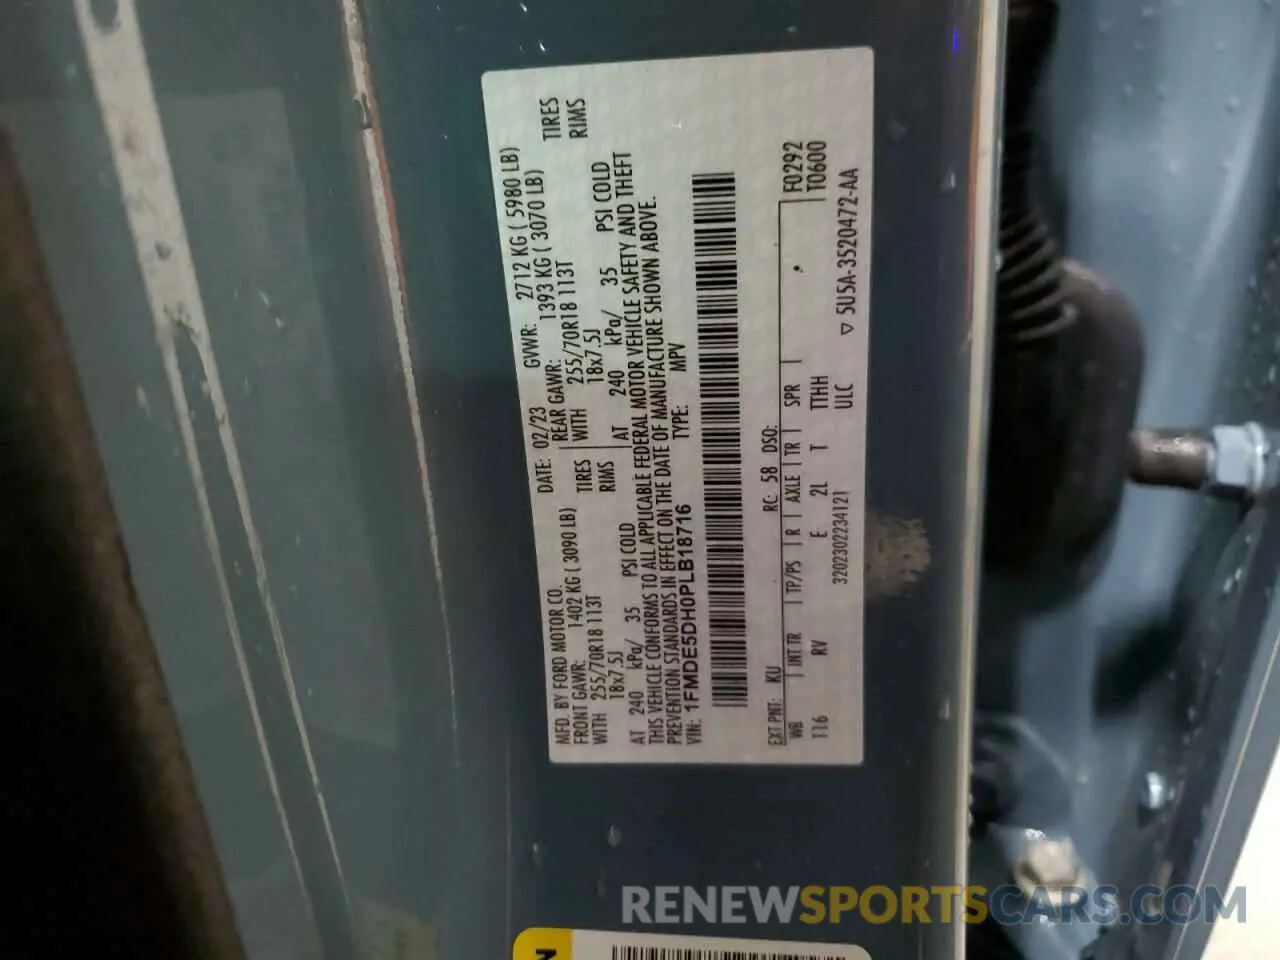 MFD. BY FORD MOTOR CO.
DATE: 02/23 GVWR: 2712 KG ( 5980 LB)
FRONT GAWR: 1402 KG ( 3090 LB) REAR GAWR: 1393 KG ( 3070 LB)
WITH 255/70R18 113T TIRES WITH 255/70R18 113T TIRES
18x7.5J RIMS 18x7.5J RIMS
AT 240 kPa/ 35 PSI COLD AT 240 kPa/ 35 PSI COLD
THIS VEHICLE CONFORMS TO ALL APPLICABLE FEDERAL MOTOR VEHICLE SAFETY AND THEFT
PREVENTION STANDARDS IN EFFECT ON THE DATE OF MANUFACTURE SHOWN ABOVE.
VIN: 1FMDE5DH0PLB18716 TYPE: MPV
EXT PNT: KU RC: 58 DSO: F0292
WB INT TR TP/PS R AXLE TR SPR T0600
T16 RV E 2L T TTHH
3202302234121 ULC ▽ 5U5A-3520472-AA
N
RENEWSPORTSCARS.COM